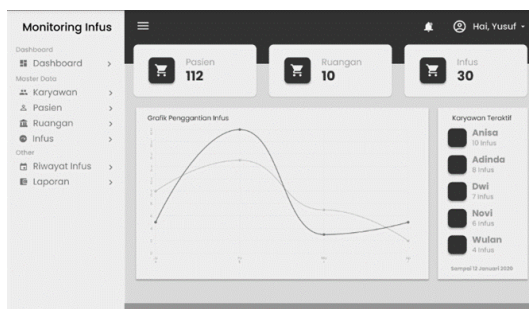 Monitoring Infus
Hai, Yusuf
Dashboard
Dashboard
Master Data
Karyawan
Pasien
Ruangan
Infus
Other
Riwayat Infus
Laporan
Pasien
112
Ruangan
10
Infus
30
Grafik Penggantian Infus
Karyawan Teraktif
Anisa
10 Infus
Adinda
8 Infus
Dwi
7 Infus
Novi
6 Infus
Wulan
4 Infus
Sampai 12 Januari 2020